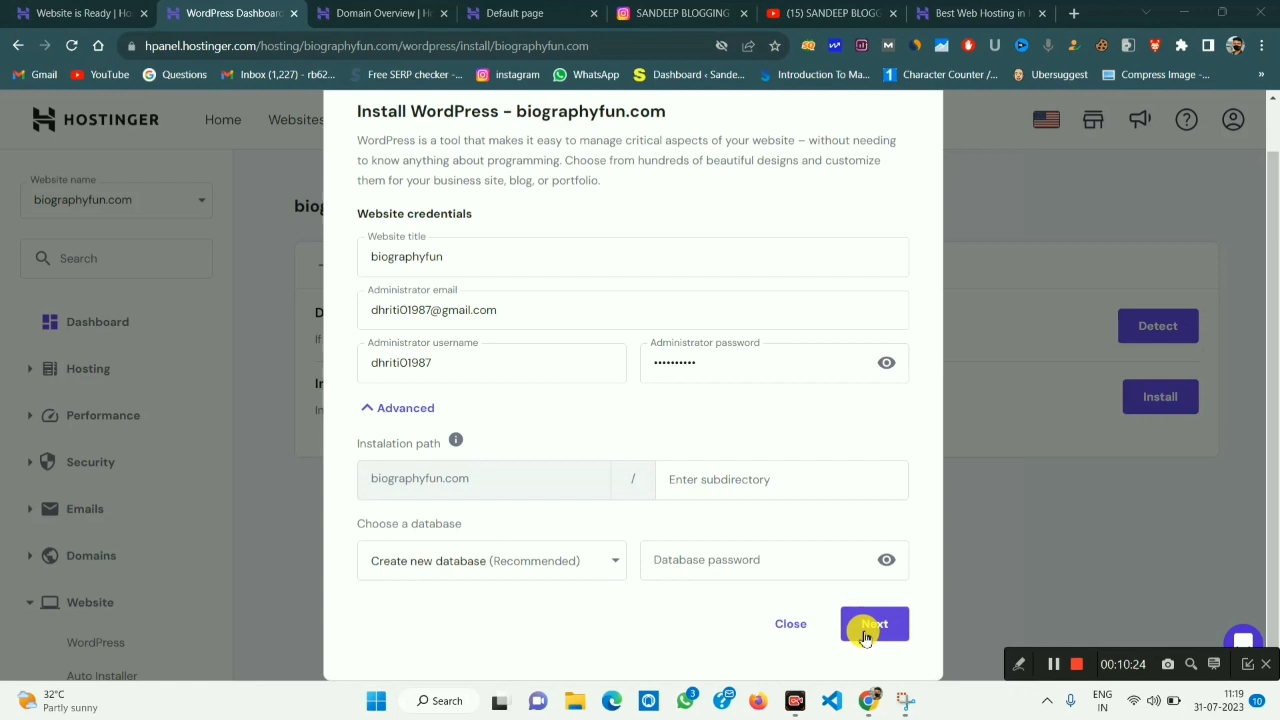 Website is Ready | Ho
WordPress Dashboard
Domain Overview | H
Default page
SANDEEP BLOGGING
(15) SANDEEP BLOGG
Best Web Hosting in
hpanel.hostinger.com/hosting/biographyfun.com/wordpress/install/biographyfun.com
Gmail
YouTube
Questions
Inbox (1,227) - rb62...
Free SERP checker -...
instagram
WhatsApp
Dashboard ‹ Sande...
Introduction To Ma...
Character Counter /...
Ubersuggest
Compress Image -...
»
HOSTINGER
Home
Websites
Website name
biographyfun.com
Search
Dashboard
Hosting
Performance
Security
Emails
Domains
Website
WordPress
Auto Installer
Install WordPress - biographyfun.com
WordPress is a tool that makes it easy to manage critical aspects of your website – without needing
to know anything about programming. Choose from hundreds of beautiful designs and customize
them for your business site, blog, or portfolio.
Website credentials
Website title
biographyfun
Administrator email
dhriti01987@gmail.com
Administrator username
dhriti01987
Administrator password
••••••••••
Advanced
Instalation path
biographyfun.com / Enter subdirectory
Choose a database
Create new database (Recommended)
Database password
Close
Next
Detect
Install
00:10:24
32°C
Partly sunny
Search
3
ENG
IN
11:19
31-07-2023
10